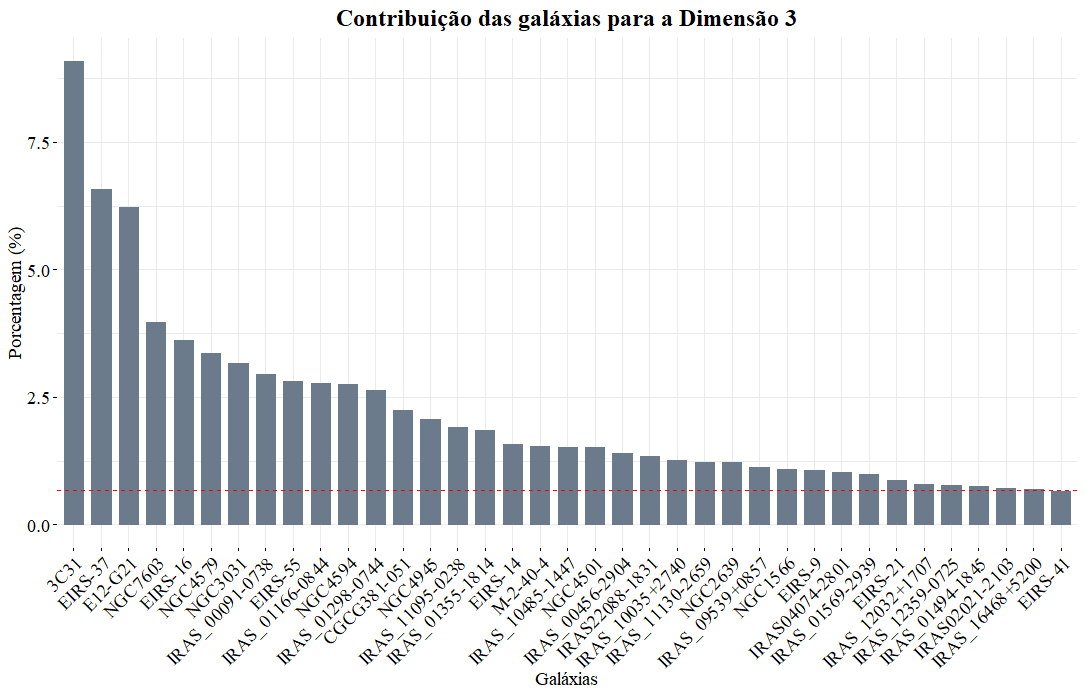 Contribuição das galáxias para a Dimensão 3
Porcentagem (%)
7.5
5.0
2.5
0.0
3C31
EIRS-37
E12-G21
NGC7603
EIRS-16
NGC4579
NGC3031
IRAS_00091-0738
EIRS-55
IRAS_01166-0844
NGC4594
IRAS_01298-0744
CGCG381-051
NGC4945
IRAS_11095-0238
IRAS_01355-1814
EIRS-14
M-2-40-4
IRAS_10485-1447
NGC4501
IRAS_00456-2904
IRAS22088-1831
IRAS_10035+2740
IRAS_11130-2659
NGC2639
IRAS_09539+0857
NGC1566
EIRS-9
IRAS04074-2801
IRAS_01569-2939
EIRS-21
IRAS_12032+1707
IRAS_12359-0725
IRAS_01494-1845
IRAS02021-2103
IRAS_16468+5200
EIRS-41
Galáxias